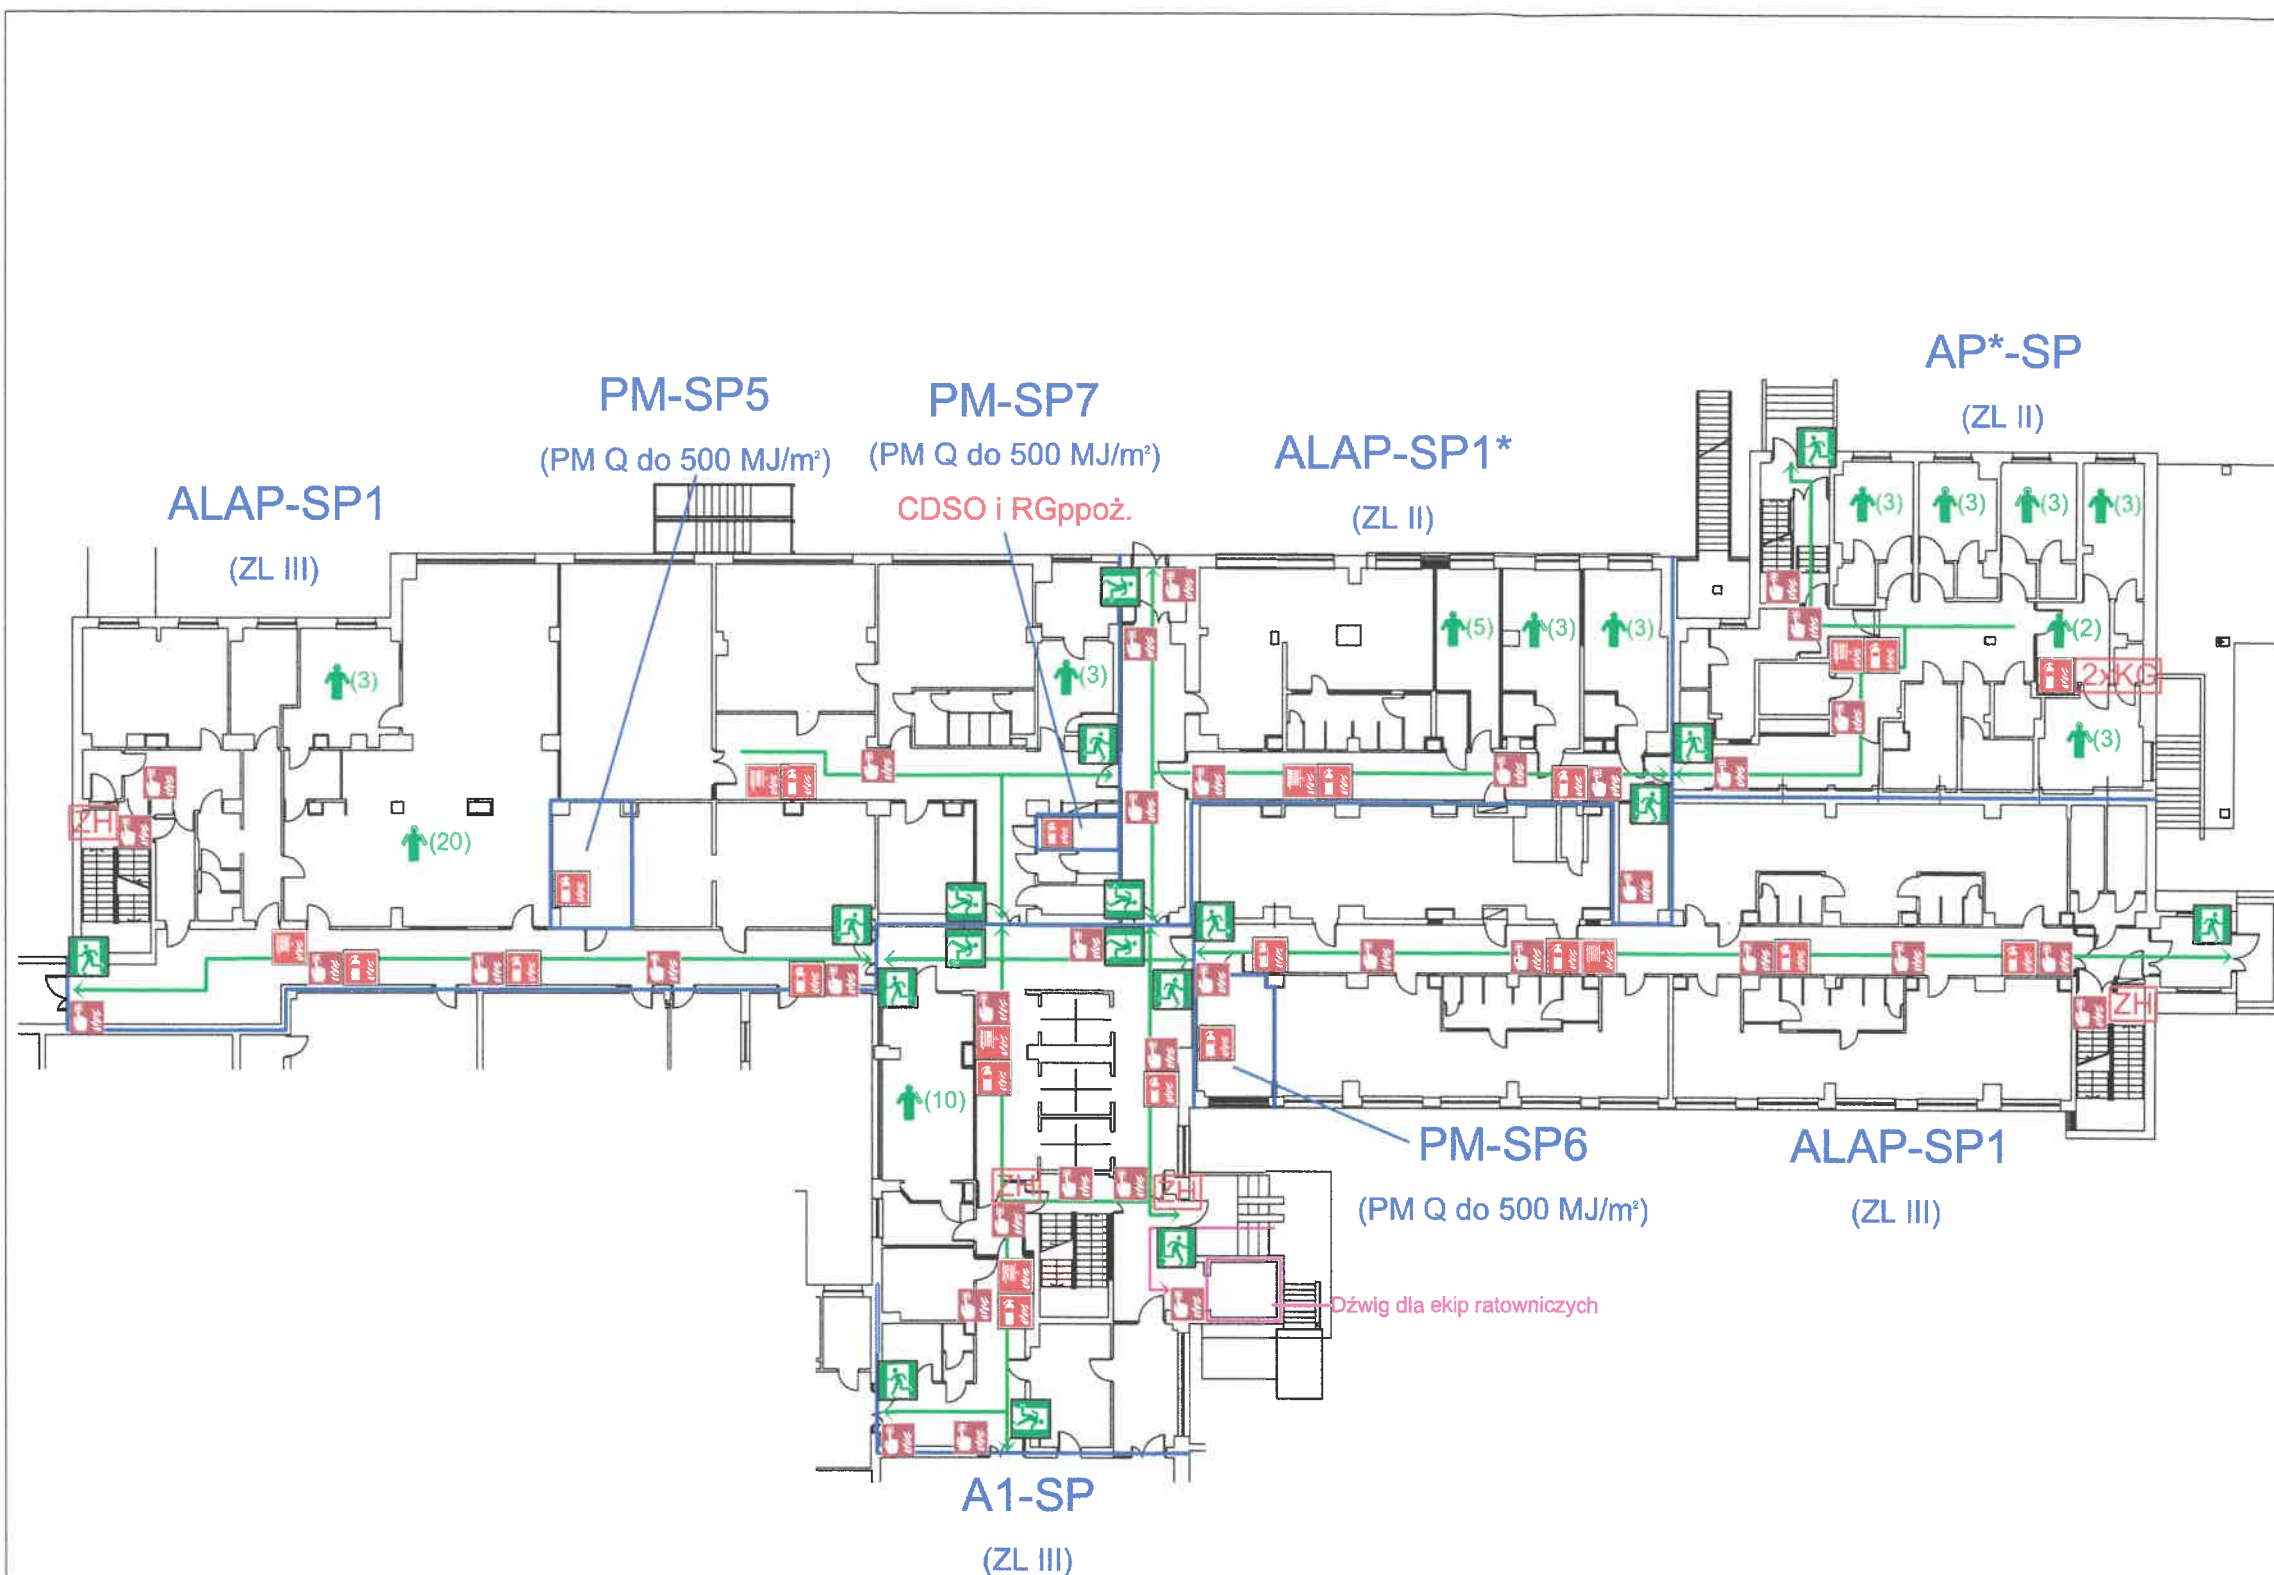 AP*-SP
(ZL II)
PM-SP5
(PM Q do 500 MJ/m²)
PM-SP7
(PM Q do 500 MJ/m²)
CDSO i RGppoż.
ALAP-SP1*
(ZL II)
ALAP-SP1
(ZL III)
(3)
(3)
(3)
(3)
(5)
(3)
(3)
(2)
(3)
(3)
2xKG
(3)
ZH
(20)
ZH
(10)
PM-SP6
(PM Q do 500 MJ/m²)
ALAP-SP1
(ZL III)
ZH
ZH
Dźwig dla ekip ratowniczych
A1-SP
(ZL III)